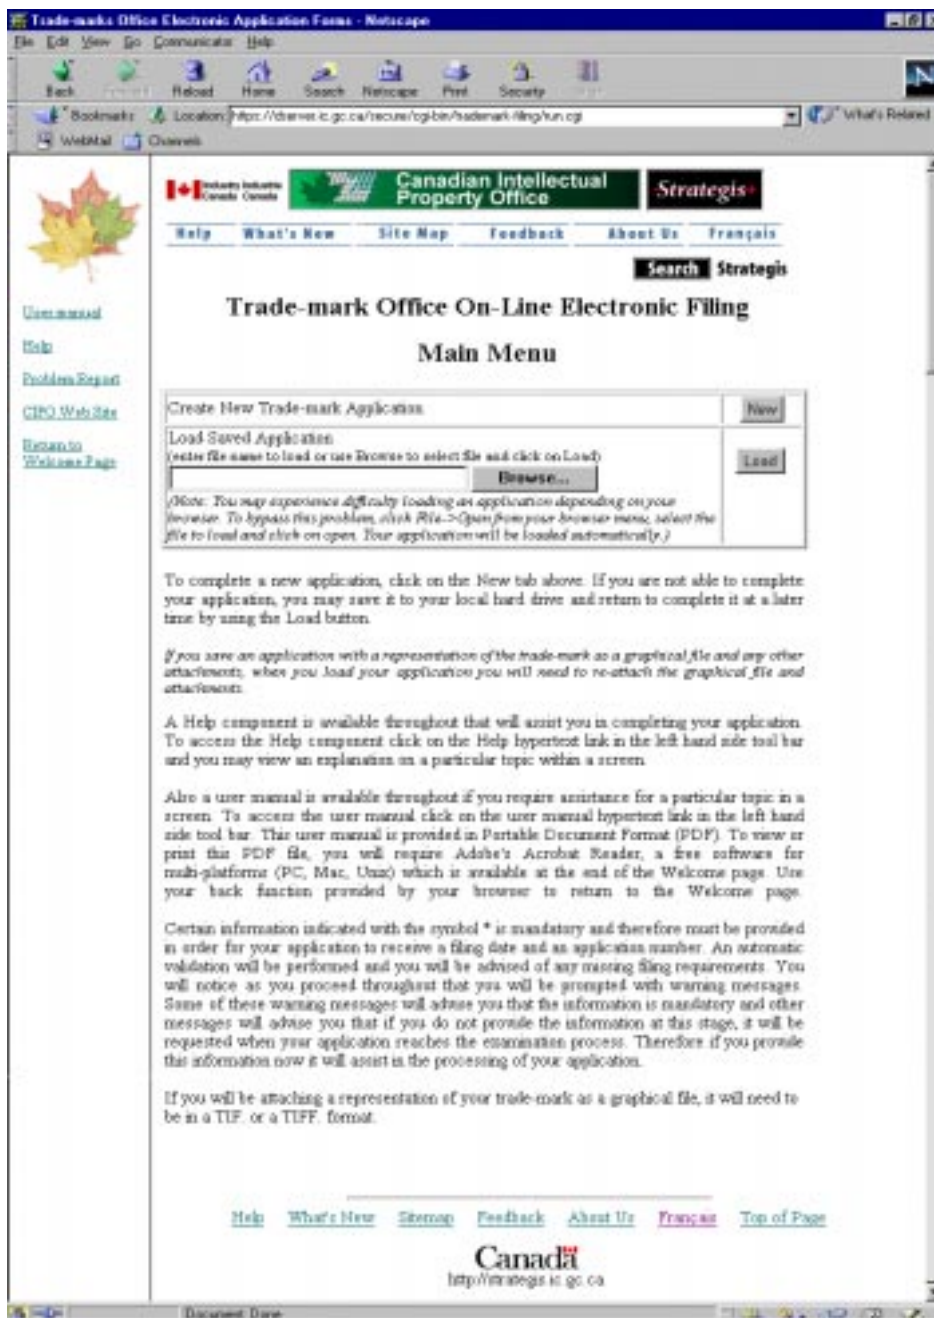 Trade-marks Office Electronic Application Forms - Netscape
File Edit View Go Communicator Help
Back Forward Reload Home Search Netscape Print Security
Bookmarks Location: https://dserver.ic.gc.ca/secure/cgi-bin/trademark-filing/run.cgi What's Related
WebMail Channels
Industry Canada Industrie Canada
Canadian Intellectual Property Office
Strategis
Help What's New Site Map Feedback About Us Français
Search Strategis
User manual
Help
Problem Report
CIPO Web Site
Return to
Welcome Page
Trade-mark Office On-Line Electronic Filing
Main Menu
Create New Trade-mark Application New
Load Saved Application
(enter file name to load or use Browse to select file and click on Load) Load
Browse...
(Note: You may experience difficulty loading an application depending on your
browser. To bypass this problem, click File->Open from your browser menu, select the
file to load and click on open. Your application will be loaded automatically.)
To complete a new application, click on the New tab above. If you are not able to complete
your application, you may save it to your local hard drive and return to complete it at a later
time by using the Load button.
If you save an application with a representation of the trade-mark as a graphical file and any other
attachments, when you load your application you will need to re-attach the graphical file and
attachments.
A Help component is available throughout that will assist you in completing your application.
To access the Help component click on the Help hypertext link in the left hand side tool bar
and you may view an explanation on a particular topic within a screen.
Also a user manual is available throughout if you require assistance for a particular topic in a
screen. To access the user manual click on the user manual hypertext link in the left hand
side tool bar. This user manual is provided in Portable Document Format (PDF). To view or
print this PDF file, you will require Adobe's Acrobat Reader, a free software for
multi-platforms (PC, Mac, Unix) which is available at the end of the Welcome page. Use
your back function provided by your browser to return to the Welcome page.
Certain information indicated with the symbol * is mandatory and therefore must be provided
in order for your application to receive a filing date and an application number. An automatic
validation will be performed and you will be advised of any missing filing requirements. You
will notice as you proceed throughout that you will be prompted with warning messages.
Some of these warning messages will advise you that the information is mandatory and other
messages will advise you that if you do not provide the information at this stage, it will be
requested when your application reaches the examination process. Therefore if you provide
this information now it will assist in the processing of your application.
If you will be attaching a representation of your trade-mark as a graphical file, it will need to
be in a TIF. or a TIFF. format.
Help What's New Sitemap Feedback About Us Français Top of Page
Canada
http://strategis.ic.gc.ca
Document Done